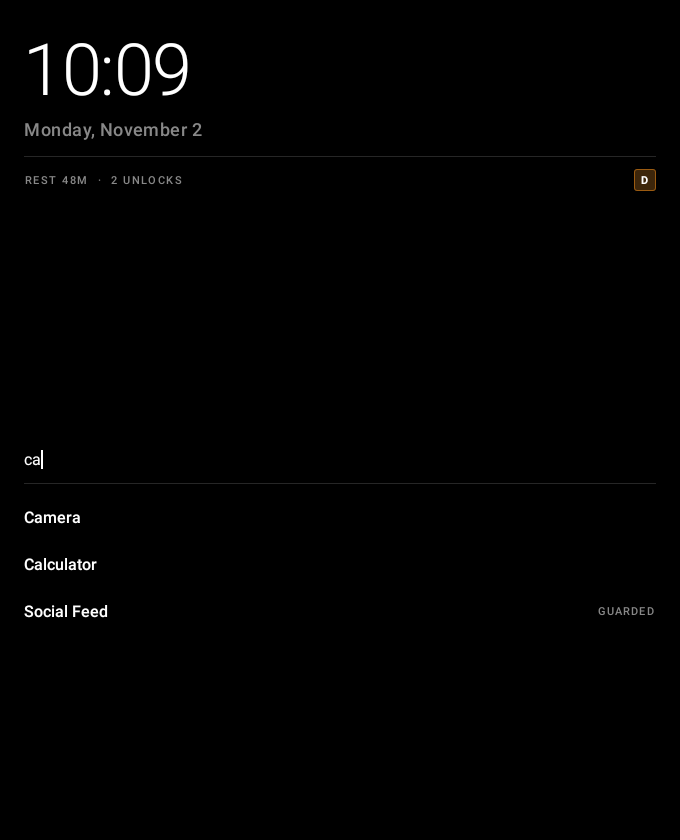 10:09
Monday, November 2
REST 48M · 2 UNLOCKS D
ca
Camera
Calculator
Social Feed GUARDED